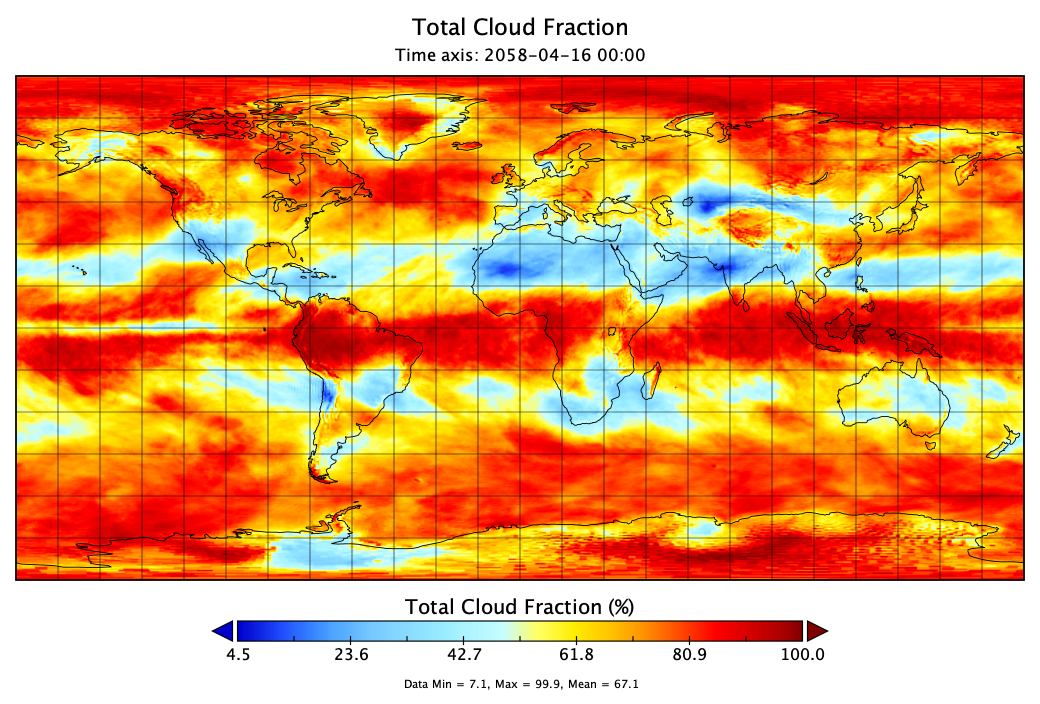 Total Cloud Fraction
Time axis: 2058-04-16 00:00
Total Cloud Fraction (%)
4.5 23.6 42.7 61.8 80.9 100.0
Data Min = 7.1, Max = 99.9, Mean = 67.1